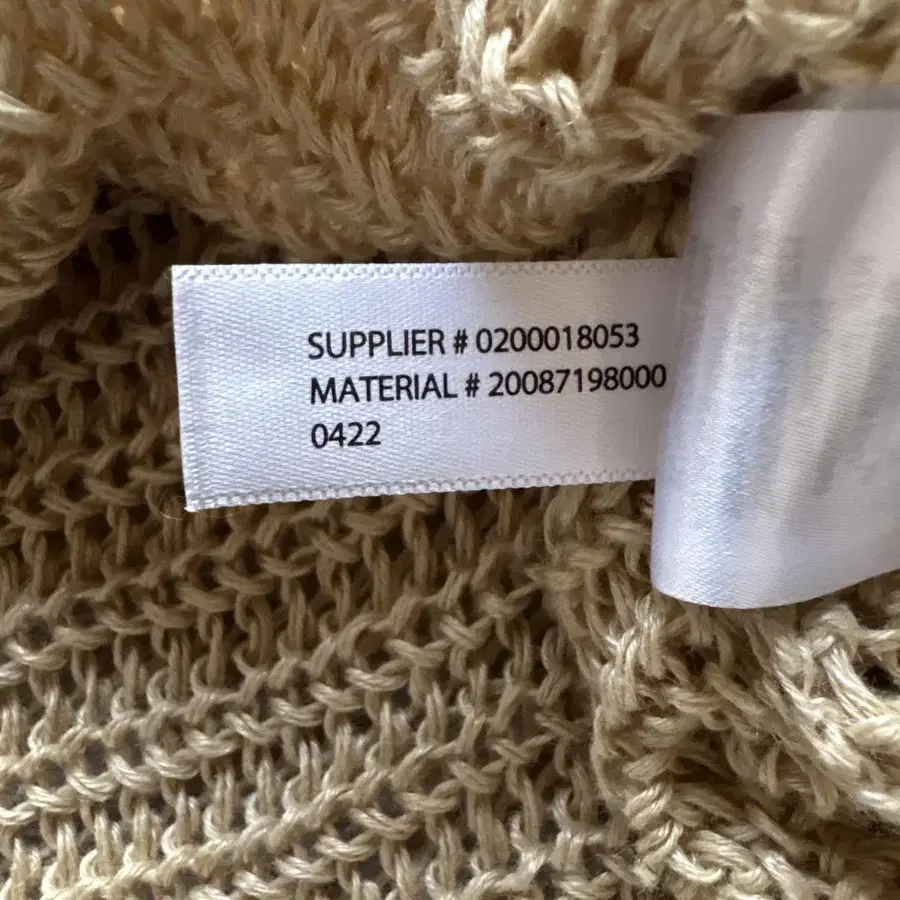 SUPPLIER # 0200018053
MATERIAL # 20087198000
0422